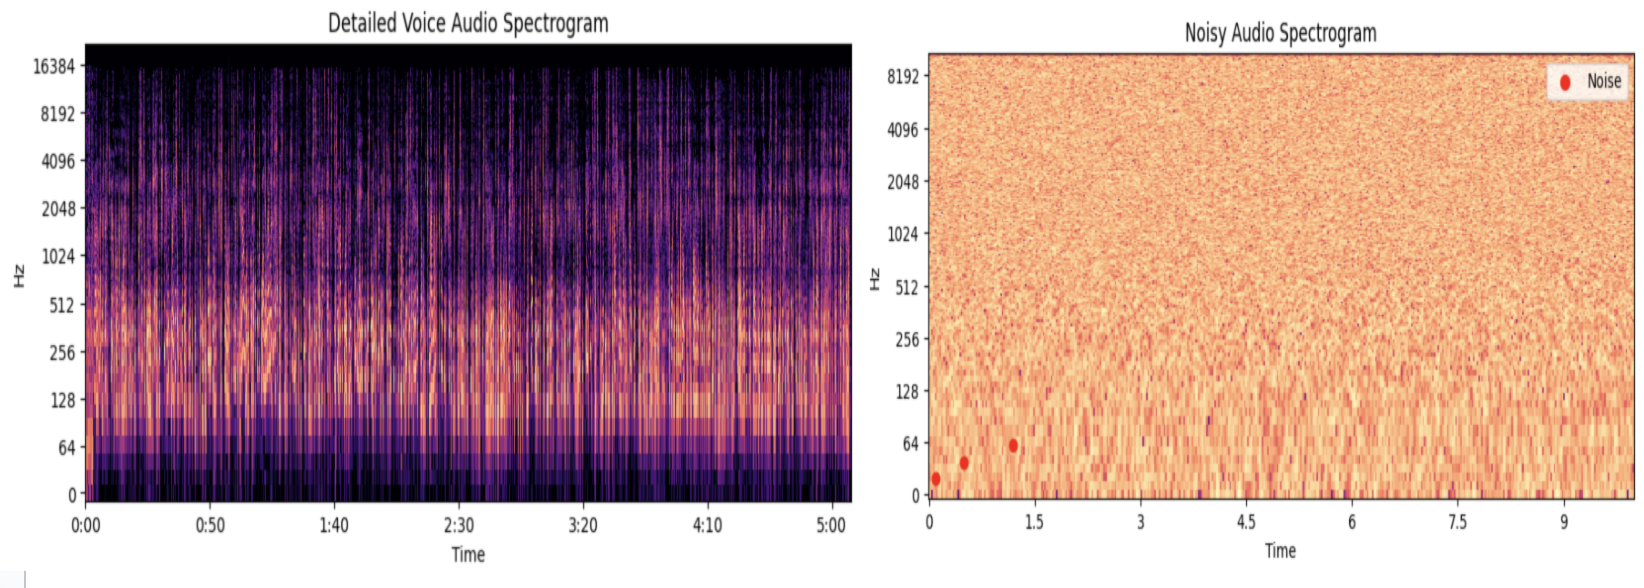 Detailed Voice Audio Spectrogram
16384
8192
4096
2048
1024
512
256
128
64
0
Hz
0:00 0:50 1:40 2:30 3:20 4:10 5:00
Time
Noisy Audio Spectrogram
Noise
8192
4096
2048
1024
512
256
128
64
0
Hz
0 1.5 3 4.5 6 7.5 9
Time